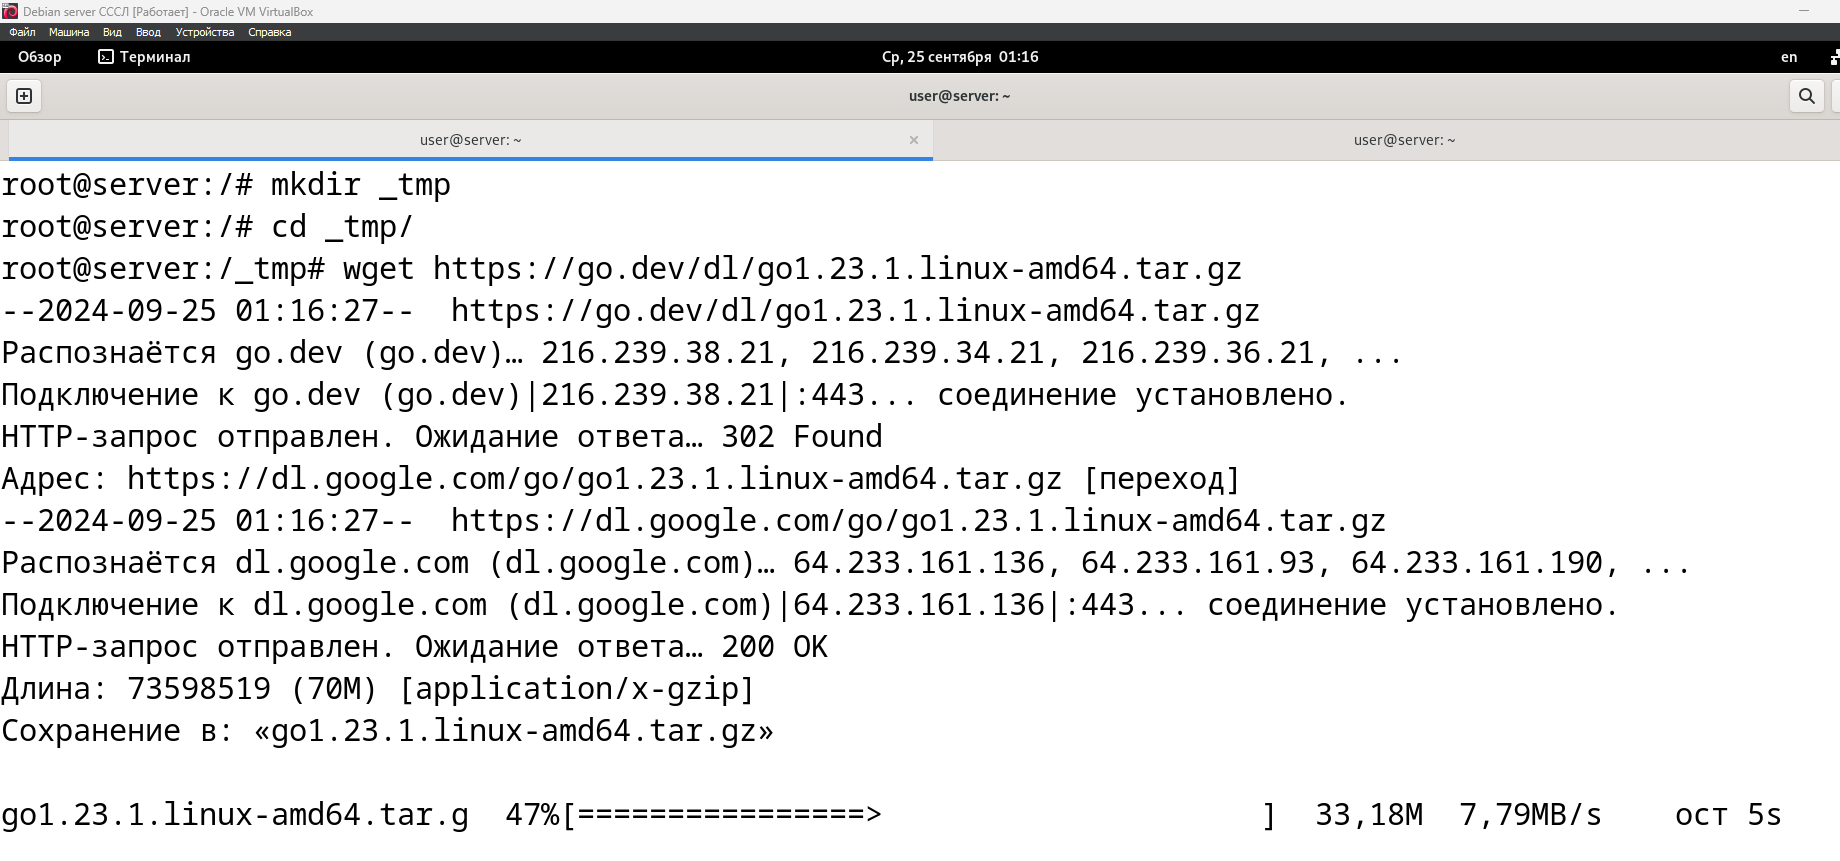 Debian server СССЛ [Работает] - Oracle VM VirtualBox
Файл Машина Вид Ввод Устройства Справка
Обзор Терминал Ср, 25 сентября 01:16 en
user@server: ~
user@server: ~ × user@server: ~
root@server:/# mkdir _tmp
root@server:/# cd _tmp/
root@server:/_tmp# wget https://go.dev/dl/go1.23.1.linux-amd64.tar.gz
--2024-09-25 01:16:27--  https://go.dev/dl/go1.23.1.linux-amd64.tar.gz
Распознаётся go.dev (go.dev)… 216.239.38.21, 216.239.34.21, 216.239.36.21, ...
Подключение к go.dev (go.dev)|216.239.38.21|:443... соединение установлено.
HTTP-запрос отправлен. Ожидание ответа… 302 Found
Адрес: https://dl.google.com/go/go1.23.1.linux-amd64.tar.gz [переход]
--2024-09-25 01:16:27--  https://dl.google.com/go/go1.23.1.linux-amd64.tar.gz
Распознаётся dl.google.com (dl.google.com)… 64.233.161.136, 64.233.161.93, 64.233.161.190, ...
Подключение к dl.google.com (dl.google.com)|64.233.161.136|:443... соединение установлено.
HTTP-запрос отправлен. Ожидание ответа… 200 OK
Длина: 73598519 (70M) [application/x-gzip]
Сохранение в: «go1.23.1.linux-amd64.tar.gz»
go1.23.1.linux-amd64.tar.g  47%[================>                     ]  33,18M  7,79MB/s    ост 5s